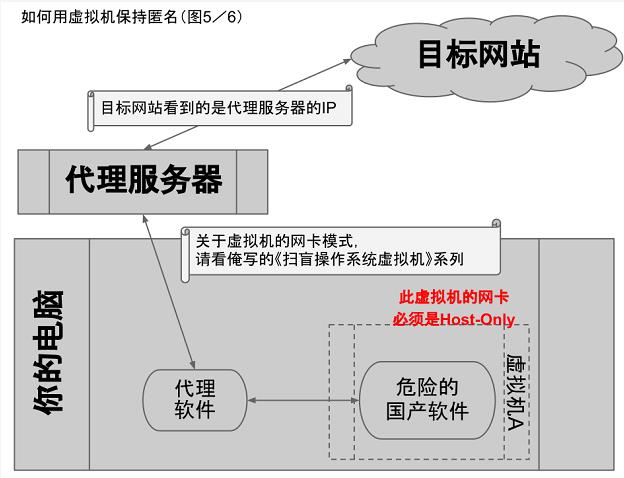 如何用虚拟机保持匿名(图5／6)
目标网站
目标网站看到的是代理服务器的IP
代理服务器
关于虚拟机的网卡模式,
请看俺写的《扫盲操作系统虚拟机》系列
此虚拟机的网卡
必须是Host-Only
你的电脑
代理
软件
危险的
国产软件
虚拟机A